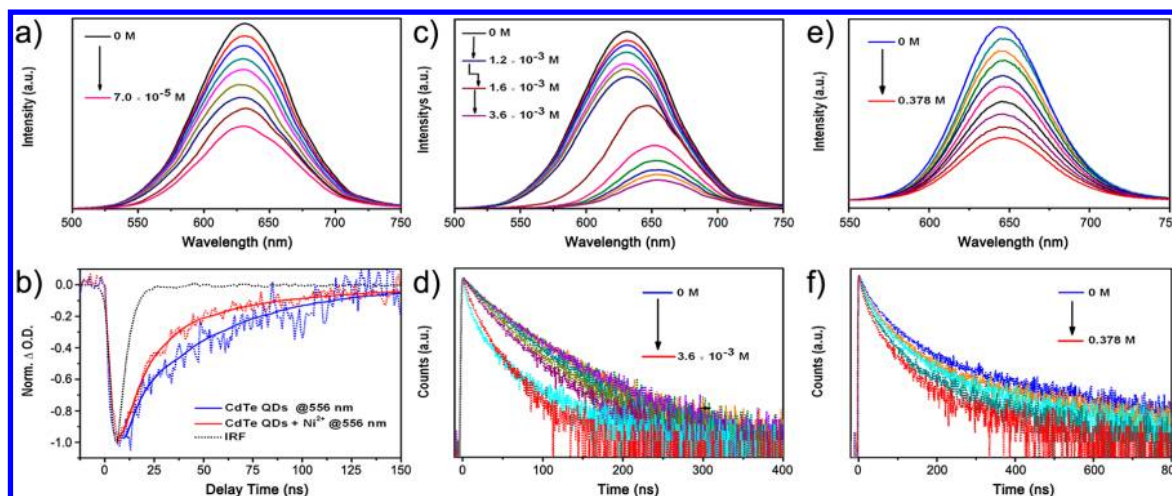 a)
0 M
7.0 × 10⁻⁵ M
Intensity (a.u.)
500 550 600 650 700 750
Wavelength (nm)
c)
0 M
1.2 × 10⁻³ M
1.6 × 10⁻³ M
3.6 × 10⁻³ M
Intensitys (a.u.)
500 550 600 650 700 750
Wavelength (nm)
e)
0 M
0.378 M
Intensity (a.u.)
550 600 650 700 750
Wavelength (nm)
b)
0.0
-0.2
-0.4
-0.6
-0.8
-1.0
Norm. Δ O.D.
CdTe QDs @556 nm
CdTe QDs + Ni²⁺ @556 nm
IRF
0 25 50 75 100 125 150
Delay Time (ns)
d)
0 M
3.6 × 10⁻³ M
Counts (a.u.)
0 100 200 300 400
Time (ns)
f)
0 M
0.378 M
Counts (a.u.)
0 200 400 600 800
Time (ns)